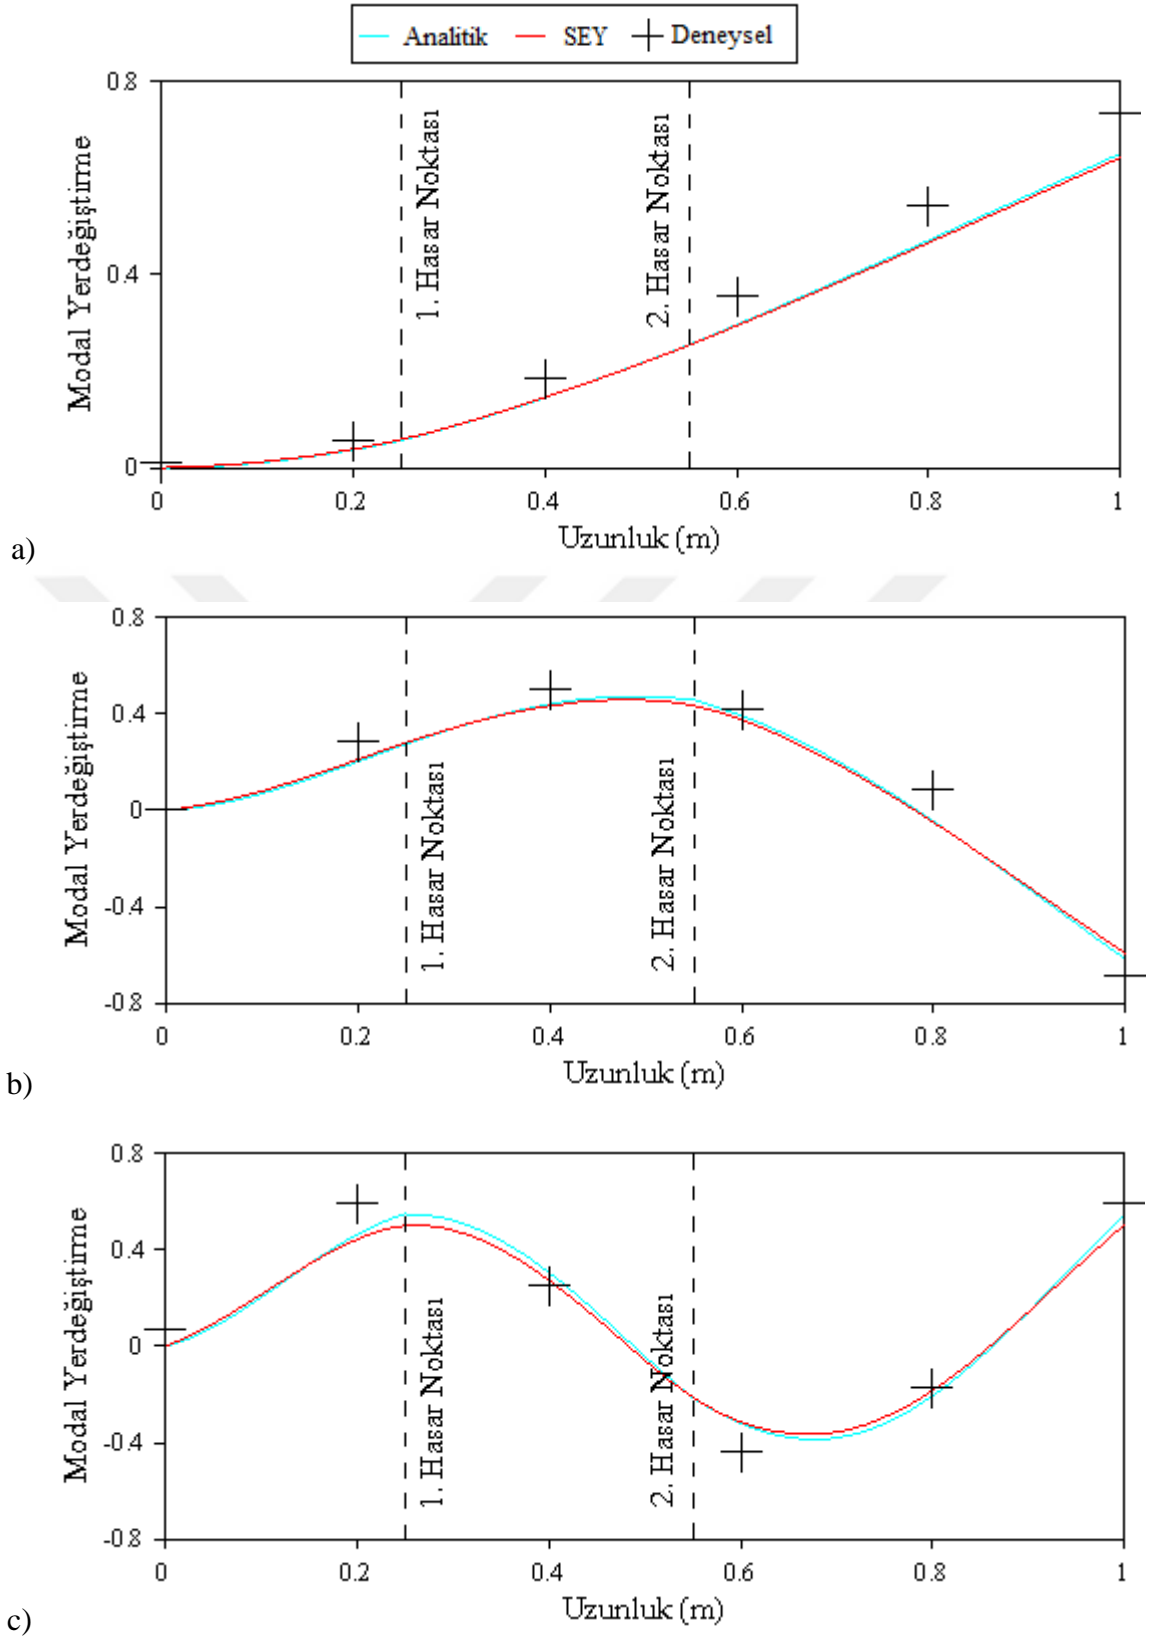 Analitik SEY Deneysel
0.8
0.4
0
Modal Yerdeğiştirme
1. Hasar Noktası
2. Hasar Noktası
0 0.2 0.4 0.6 0.8 1
Uzunluk (m)
a)
0.8
0.4
0
-0.4
-0.8
Modal Yerdeğiştirme
1. Hasar Noktası
2. Hasar Noktası
0 0.2 0.4 0.6 0.8 1
Uzunluk (m)
b)
0.8
0.4
0
-0.4
-0.8
Modal Yerdeğiştirme
1. Hasar Noktası
2. Hasar Noktası
0 0.2 0.4 0.6 0.8 1
Uzunluk (m)
c)